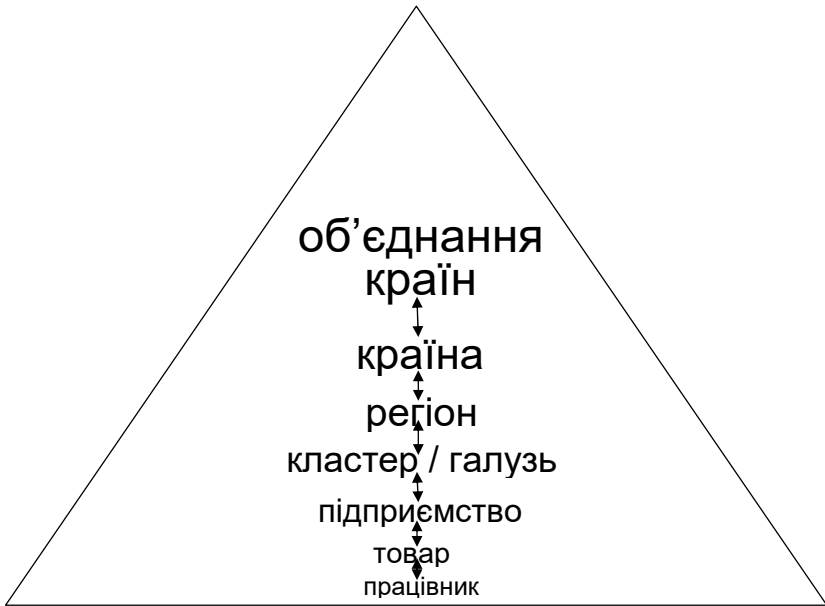 об’єднання
країн
країна
регіон
кластер / галузь
підприємство
товар
працівник